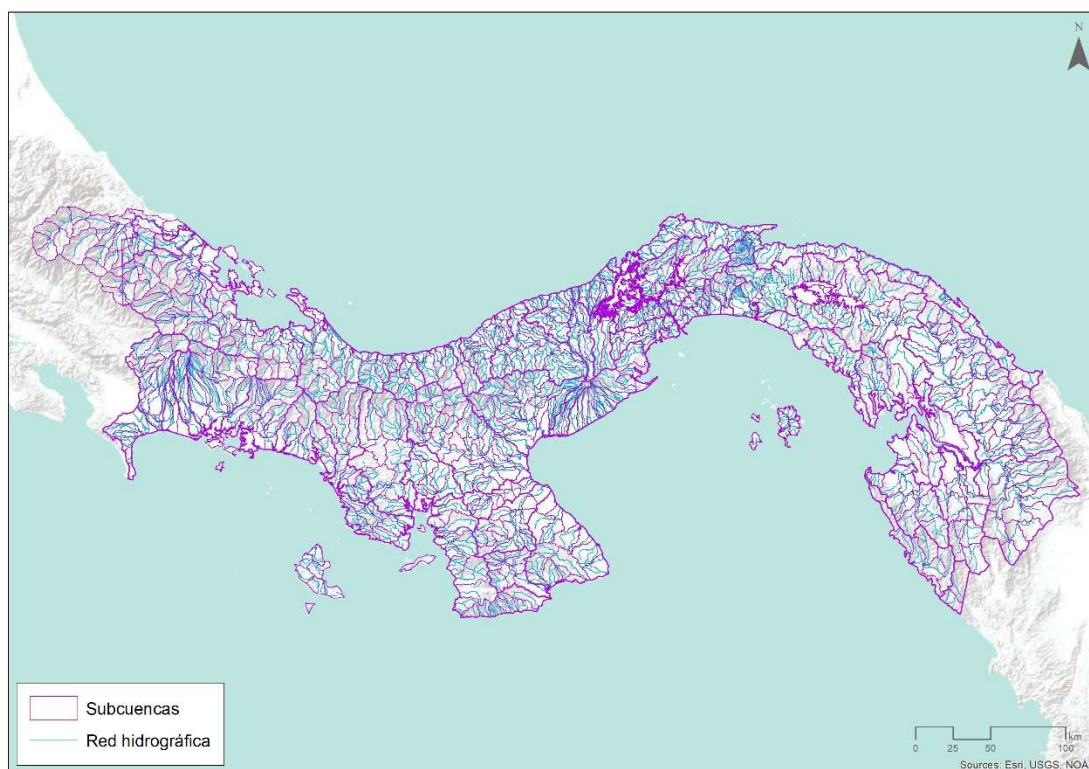 N
Subcuencas
Red hidrográfica
km
0 25 50 100
Sources: Esri, USGS, NOA